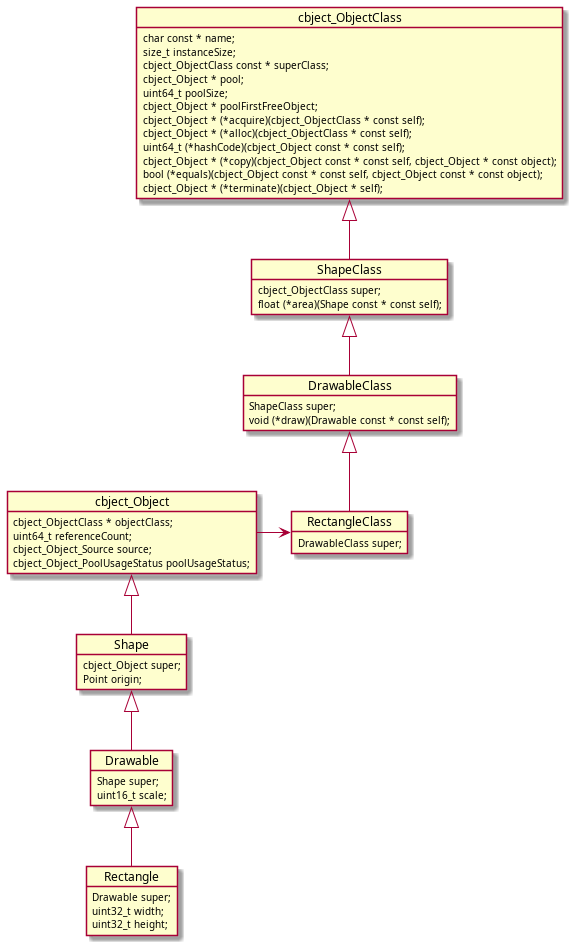 cbject_ObjectClass
char const * name;
size_t instanceSize;
cbject_ObjectClass const * superClass;
cbject_Object * pool;
uint64_t poolSize;
cbject_Object * poolFirstFreeObject;
cbject_Object * (*acquire)(cbject_ObjectClass * const self);
cbject_Object * (*alloc)(cbject_ObjectClass * const self);
uint64_t (*hashCode)(cbject_Object const * const self);
cbject_Object * (*copy)(cbject_Object const * const self, cbject_Object * const object);
bool (*equals)(cbject_Object const * const self, cbject_Object const * const object);
cbject_Object * (*terminate)(cbject_Object * self);
ShapeClass
cbject_ObjectClass super;
float (*area)(Shape const * const self);
DrawableClass
ShapeClass super;
void (*draw)(Drawable const * const self);
cbject_Object
cbject_ObjectClass * objectClass;
uint64_t referenceCount;
cbject_Object_Source source;
cbject_Object_PoolUsageStatus poolUsageStatus;
RectangleClass
DrawableClass super;
Shape
cbject_Object super;
Point origin;
Drawable
Shape super;
uint16_t scale;
Rectangle
Drawable super;
uint32_t width;
uint32_t height;